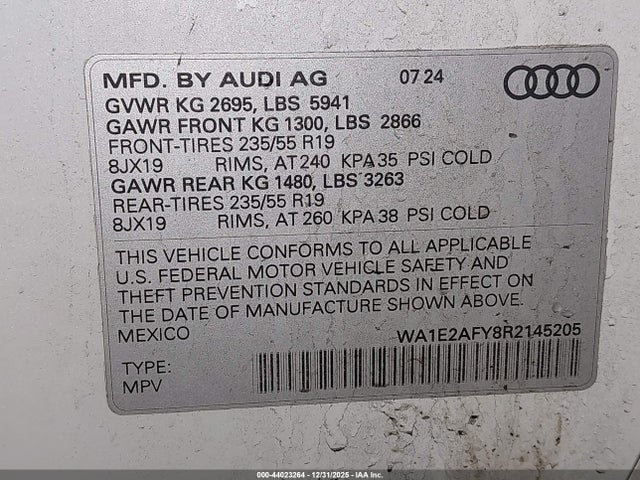 MFD. BY AUDI AG 07 24
GVWR KG 2695, LBS 5941
GAWR FRONT KG 1300, LBS 2866
FRONT-TIRES 235/55 R19
8JX19 RIMS, AT 240 KPA 35 PSI COLD
GAWR REAR KG 1480, LBS 3263
REAR-TIRES 235/55 R19
8JX19 RIMS, AT 260 KPA 38 PSI COLD
THIS VEHICLE CONFORMS TO ALL APPLICABLE
U.S. FEDERAL MOTOR VEHICLE SAFETY AND
THEFT PREVENTION STANDARDS IN EFFECT ON
THE DATE OF MANUFACTURE SHOWN ABOVE.
MEXICO WA1E2AFY8R2145205
TYPE:
MPV
000-44023264 - 12/31/2025 - IAA Inc.